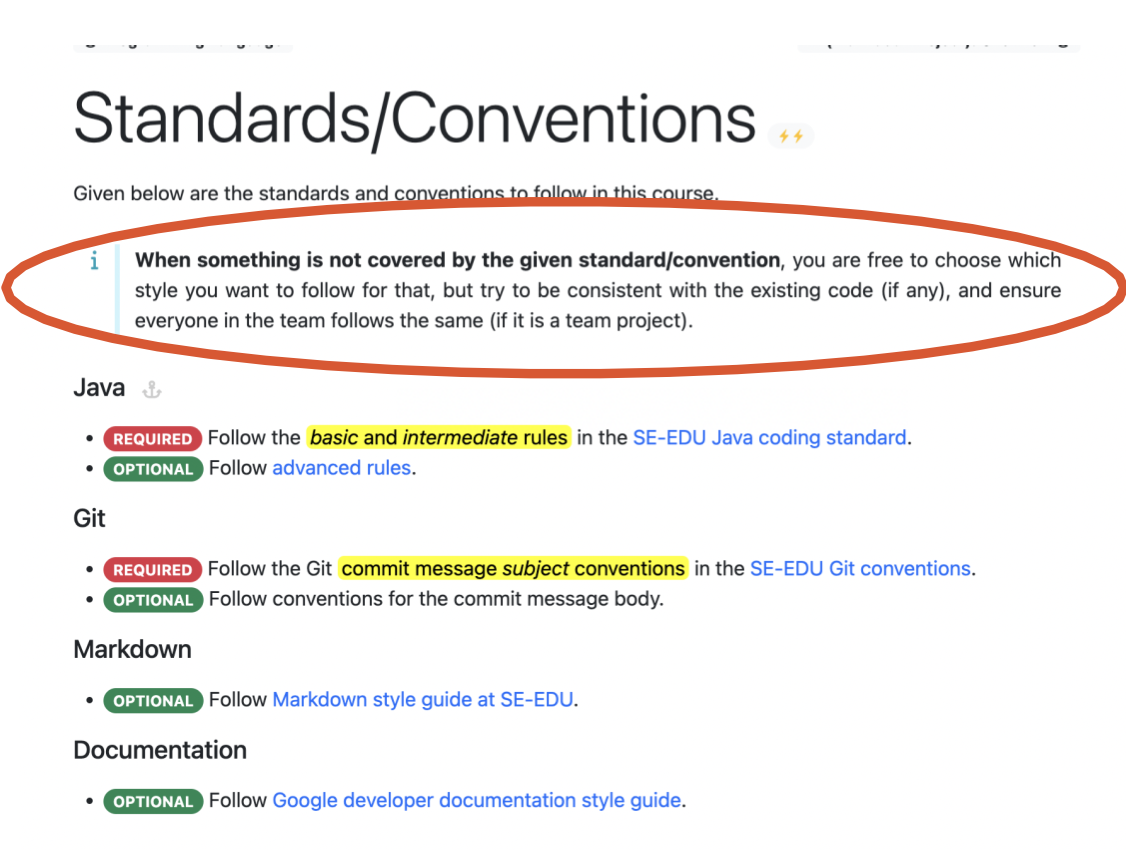 Standards/Conventions
Given below are the standards and conventions to follow in this course.
i When something is not covered by the given standard/convention, you are free to choose which
style you want to follow for that, but try to be consistent with the existing code (if any), and ensure
everyone in the team follows the same (if it is a team project).
Java
• REQUIRED Follow the basic and intermediate rules in the SE-EDU Java coding standard.
• OPTIONAL Follow advanced rules.
Git
• REQUIRED Follow the Git commit message subject conventions in the SE-EDU Git conventions.
• OPTIONAL Follow conventions for the commit message body.
Markdown
• OPTIONAL Follow Markdown style guide at SE-EDU.
Documentation
• OPTIONAL Follow Google developer documentation style guide.